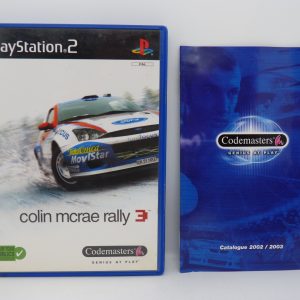 PlayStation.2
PAL
FOCUS
MoviStar
colin mcrae rally 3
Codemasters
GENIUS AT PLAY
Codemasters
GENIUS AT PLAY
Catalogue 2002 / 2003